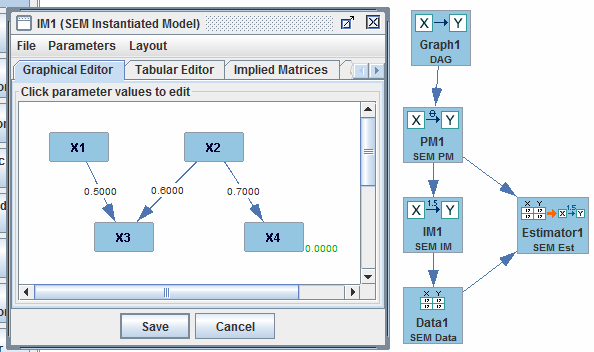 IM1 (SEM Instantiated Model)
File Parameters Layout
Graphical Editor Tabular Editor Implied Matrices
Click parameter values to edit
X1 X2
0.5000 0.6000 0.7000
X3 X4
0.0000
Save Cancel
X Y
Graph1
DAG
X Θ Y
PM1
SEM PM
X 1.5 Y
IM1
SEM IM
X Y
Data1
SEM Data
X Y 1.5
X Y
Estimator1
SEM Est